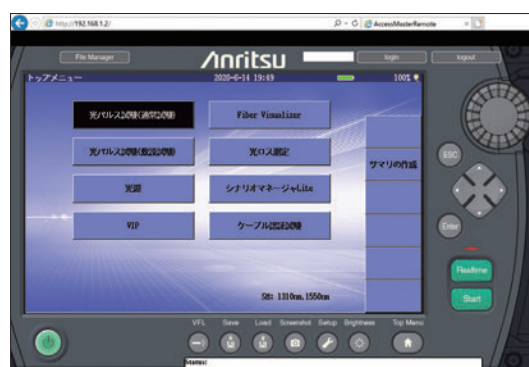 http://192.168.1.2/
AccessMasterRemote
File Manager
Anritsu
login
logout
トップメニュー
2020-6-14 19:49
100%
光パルス試験(通常試験)
Fiber Visualizer
光パルス試験(敷設試験)
光ロス測定
サマリの作成
光源
シナリオマネージャLite
VIP
ケーブル認証試験
SM: 1310nm, 1550nm
ESC
Enter
Realtime
Start
VFL
Save
Load
Screenshot
Setup
Brightness
Top Menu
Status: